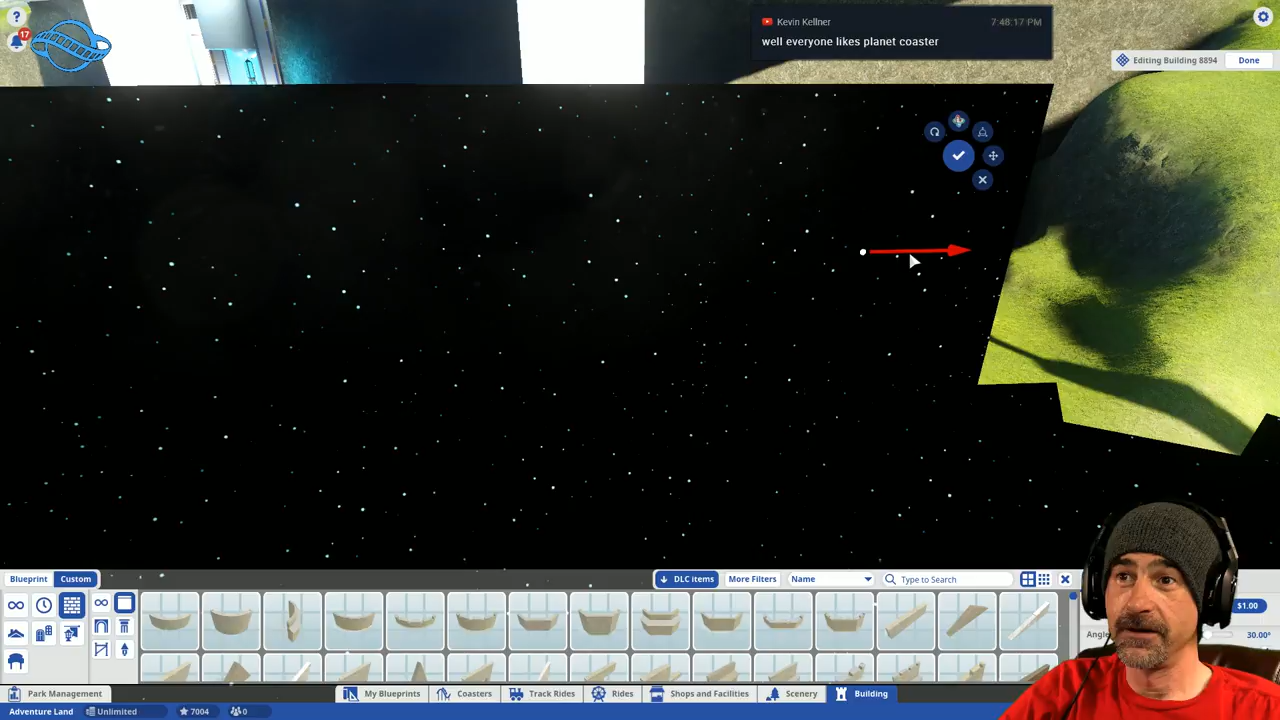 ?
17
Kevin Kellner
7:48:17 PM
well everyone likes planet coaster
Editing Building 8894
Done
Blueprint
Custom
DLC items
More Filters
Name
Type to Search
$1.00
Angle
30.00°
Park Management
My Blueprints
Coasters
Track Rides
Rides
Shops and Facilities
Scenery
Building
Adventure Land
Unlimited
7004
0